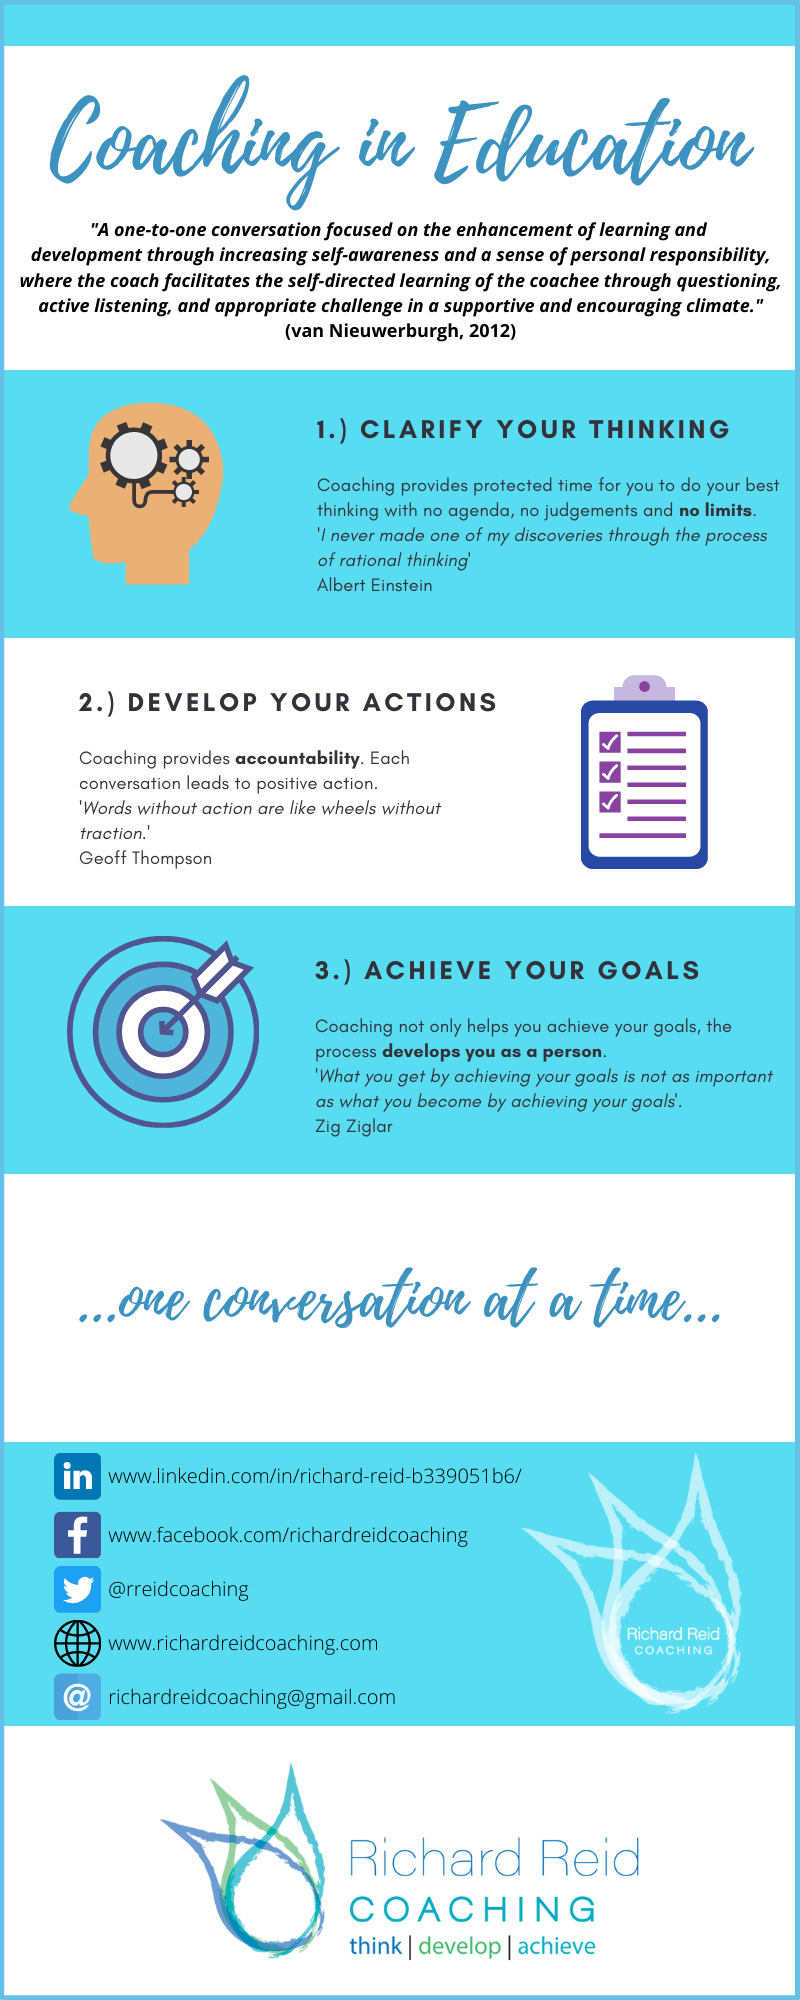 Coaching in Education
"A one-to-one conversation focused on the enhancement of learning and
development through increasing self-awareness and a sense of personal responsibility,
where the coach facilitates the self-directed learning of the coachee through questioning,
active listening, and appropriate challenge in a supportive and encouraging climate."
(van Nieuwerburgh, 2012)
1.) CLARIFY YOUR THINKING
Coaching provides protected time for you to do your best
thinking with no agenda, no judgements and no limits.
'I never made one of my discoveries through the process
of rational thinking'
Albert Einstein
2.) DEVELOP YOUR ACTIONS
Coaching provides accountability. Each
conversation leads to positive action.
'Words without action are like wheels without
traction.'
Geoff Thompson
3.) ACHIEVE YOUR GOALS
Coaching not only helps you achieve your goals, the
process develops you as a person.
'What you get by achieving your goals is not as important
as what you become by achieving your goals'.
Zig Ziglar
...one conversation at a time...
in www.linkedin.com/in/richard-reid-b339051b6/
f www.facebook.com/richardreidcoaching
@rreidcoaching
www.richardreidcoaching.com
@ richardreidcoaching@gmail.com
Richard Reid
COACHING
Richard Reid
COACHING
think | develop | achieve